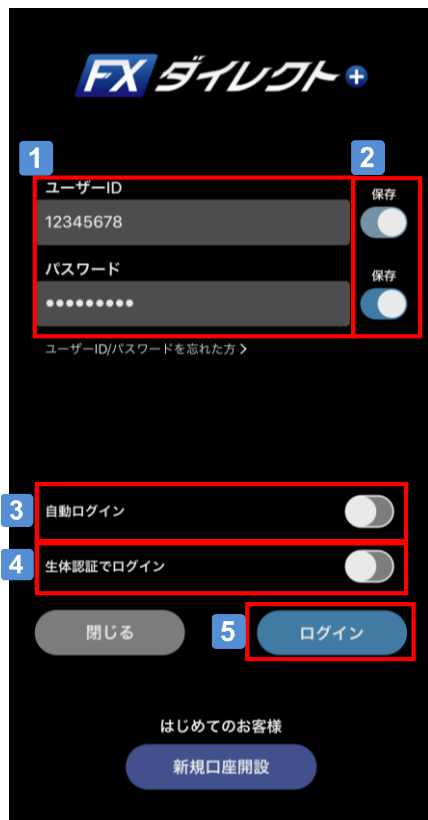 FXダイレクト+
1
2
ユーザーID
保存
12345678
パスワード
保存
●●●●●●●●●
ユーザーID/パスワードを忘れた方 >
3
自動ログイン
4
生体認証でログイン
閉じる
5
ログイン
はじめてのお客様
新規口座開設